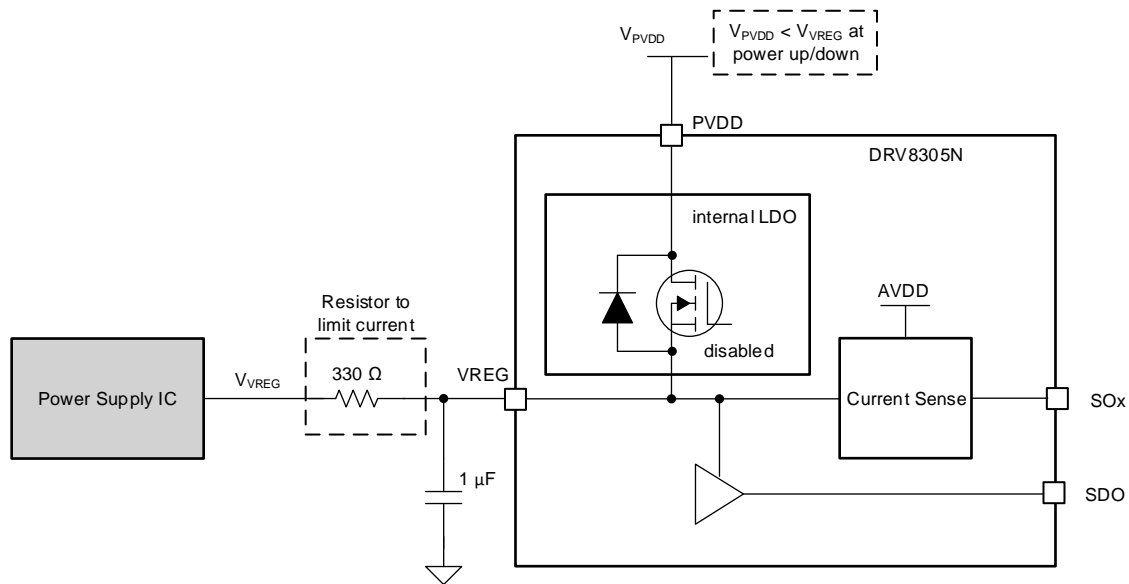 V_PVDD
V_PVDD < V_VREG at
power up/down
PVDD
DRV8305N
internal LDO
disabled
AVDD
Resistor to
limit current
330 Ω
Power Supply IC
V_VREG
VREG
Current Sense
SOx
1 µF
SDO